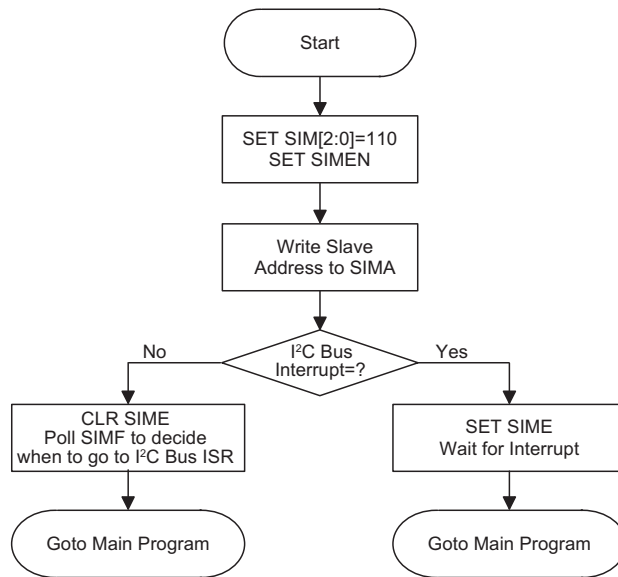 Start
SET SIM[2:0]=110
SET SIMEN
Write Slave
Address to SIMA
I²C Bus
Interrupt=?
No
Yes
CLR SIME
Poll SIMF to decide
when to go to I²C Bus ISR
SET SIME
Wait for Interrupt
Goto Main Program
Goto Main Program